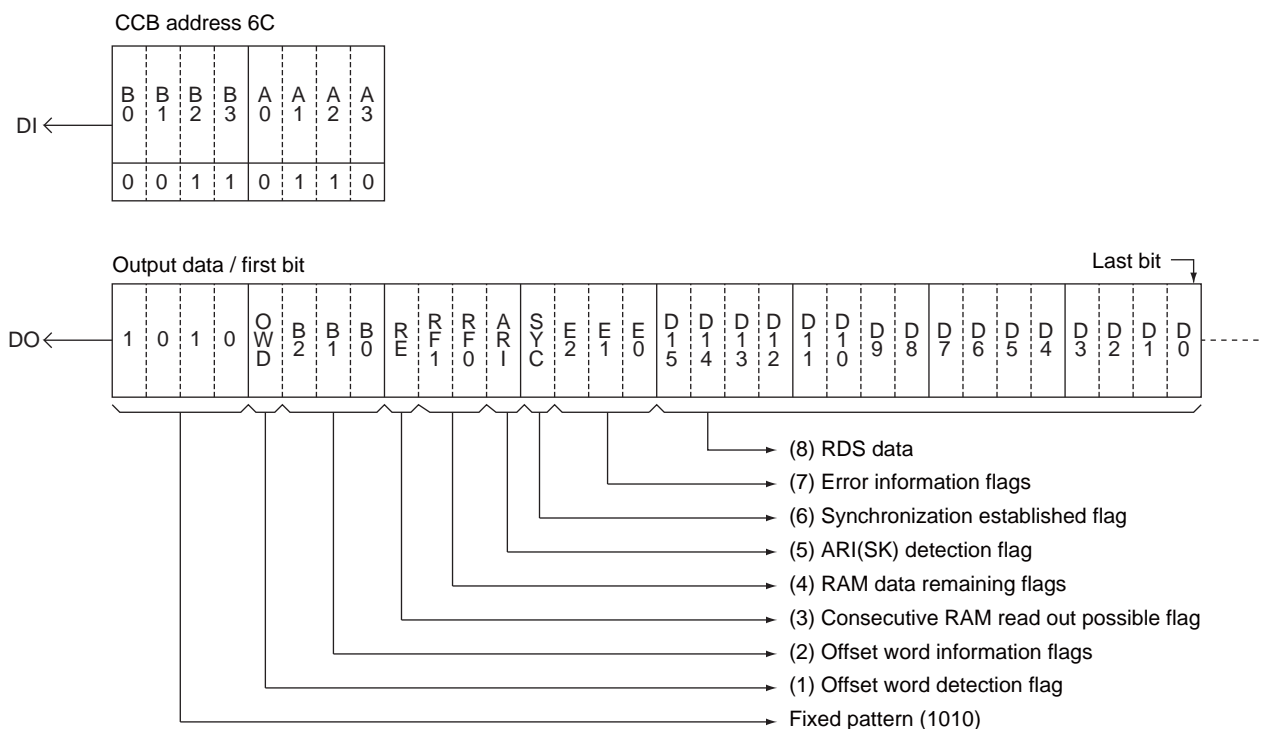 CCB address 6C
DI
B0 B1 B2 B3 A0 A1 A2 A3
0 0 1 1 0 1 1 0
Output data / first bit
Last bit
DO
1 0 1 0 OWD B2 B1 B0 RE RF1 RF0 ARI SYC E2 E1 E0 D15 D14 D13 D12 D11 D10 D9 D8 D7 D6 D5 D4 D3 D2 D1 D0
(8) RDS data
(7) Error information flags
(6) Synchronization established flag
(5) ARI(SK) detection flag
(4) RAM data remaining flags
(3) Consecutive RAM read out possible flag
(2) Offset word information flags
(1) Offset word detection flag
Fixed pattern (1010)